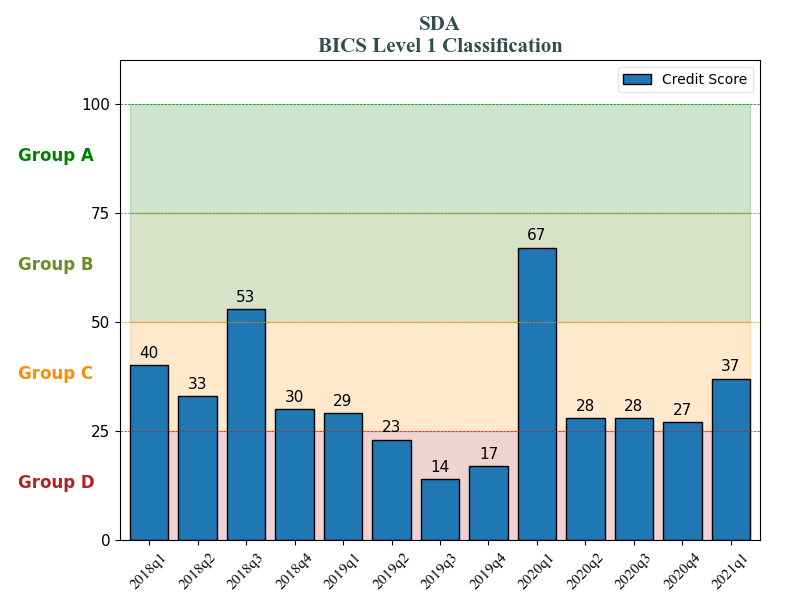 SDA
BICS Level 1 Classification
Credit Score
100
Group A
75
67
Group B
53
50
40
37
Group C
33
30
29
28
28
27
25
23
17
14
Group D
0
2018q1
2018q2
2018q3
2018q4
2019q1
2019q2
2019q3
2019q4
2020q1
2020q2
2020q3
2020q4
2021q1